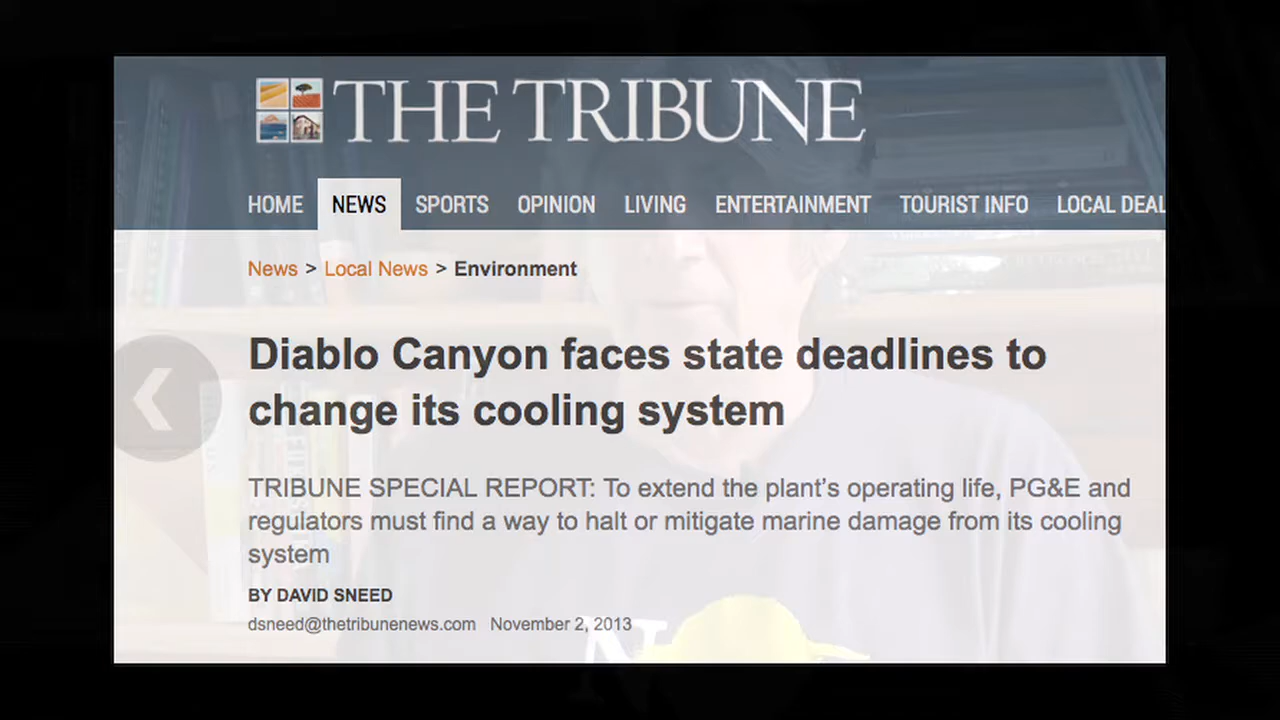 THE TRIBUNE
HOME NEWS SPORTS OPINION LIVING ENTERTAINMENT TOURIST INFO LOCAL DEAL
News > Local News > Environment
Diablo Canyon faces state deadlines to
change its cooling system
TRIBUNE SPECIAL REPORT: To extend the plant's operating life, PG&E and
regulators must find a way to halt or mitigate marine damage from its cooling
system
BY DAVID SNEED
dsneed@thetribunenews.com November 2, 2013